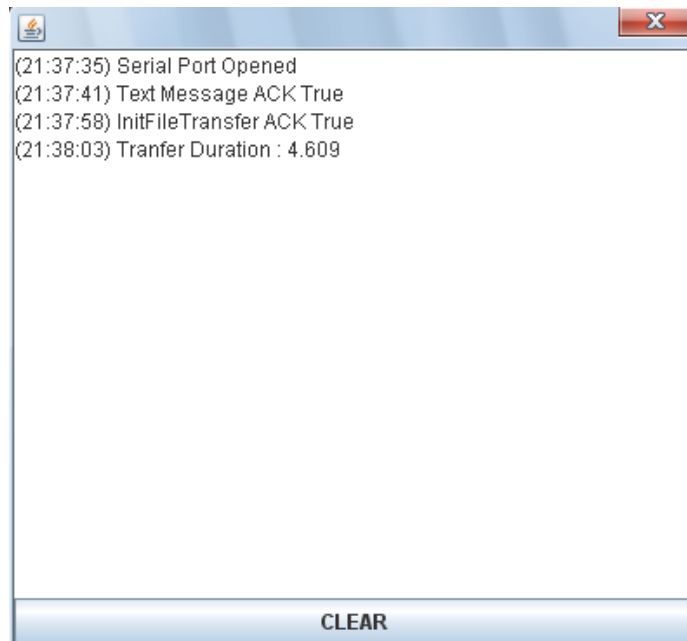 (21:37:35) Serial Port Opened
(21:37:41) Text Message ACK True
(21:37:58) InitFileTransfer ACK True
(21:38:03) Tranfer Duration : 4.609
CLEAR